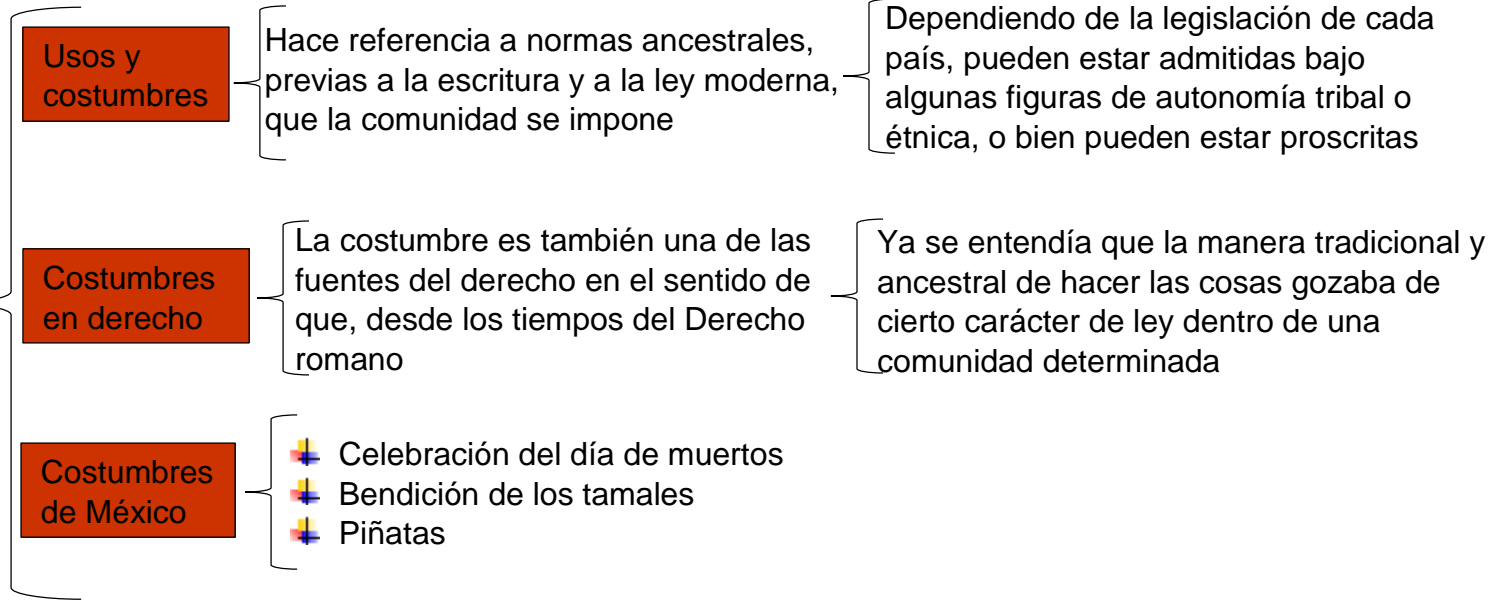 Usos y
costumbres
Hace referencia a normas ancestrales,
previas a la escritura y a la ley moderna,
que la comunidad se impone
Dependiendo de la legislación de cada
país, pueden estar admitidas bajo
algunas figuras de autonomía tribal o
étnica, o bien pueden estar proscritas
Costumbres
en derecho
La costumbre es también una de las
fuentes del derecho en el sentido de
que, desde los tiempos del Derecho
romano
Ya se entendía que la manera tradicional y
ancestral de hacer las cosas gozaba de
cierto carácter de ley dentro de una
comunidad determinada
Costumbres
de México
Celebración del día de muertos
Bendición de los tamales
Piñatas